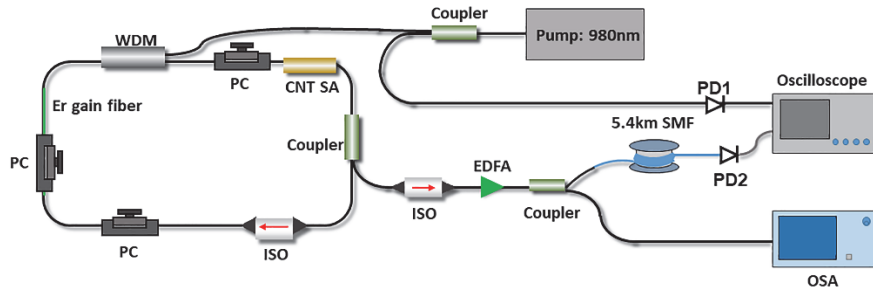 Coupler
Pump: 980nm
WDM
PC
CNT SA
PD1
Oscilloscope
Er gain fiber
5.4km SMF
Coupler
PC
EDFA
PD2
ISO
Coupler
PC
ISO
OSA